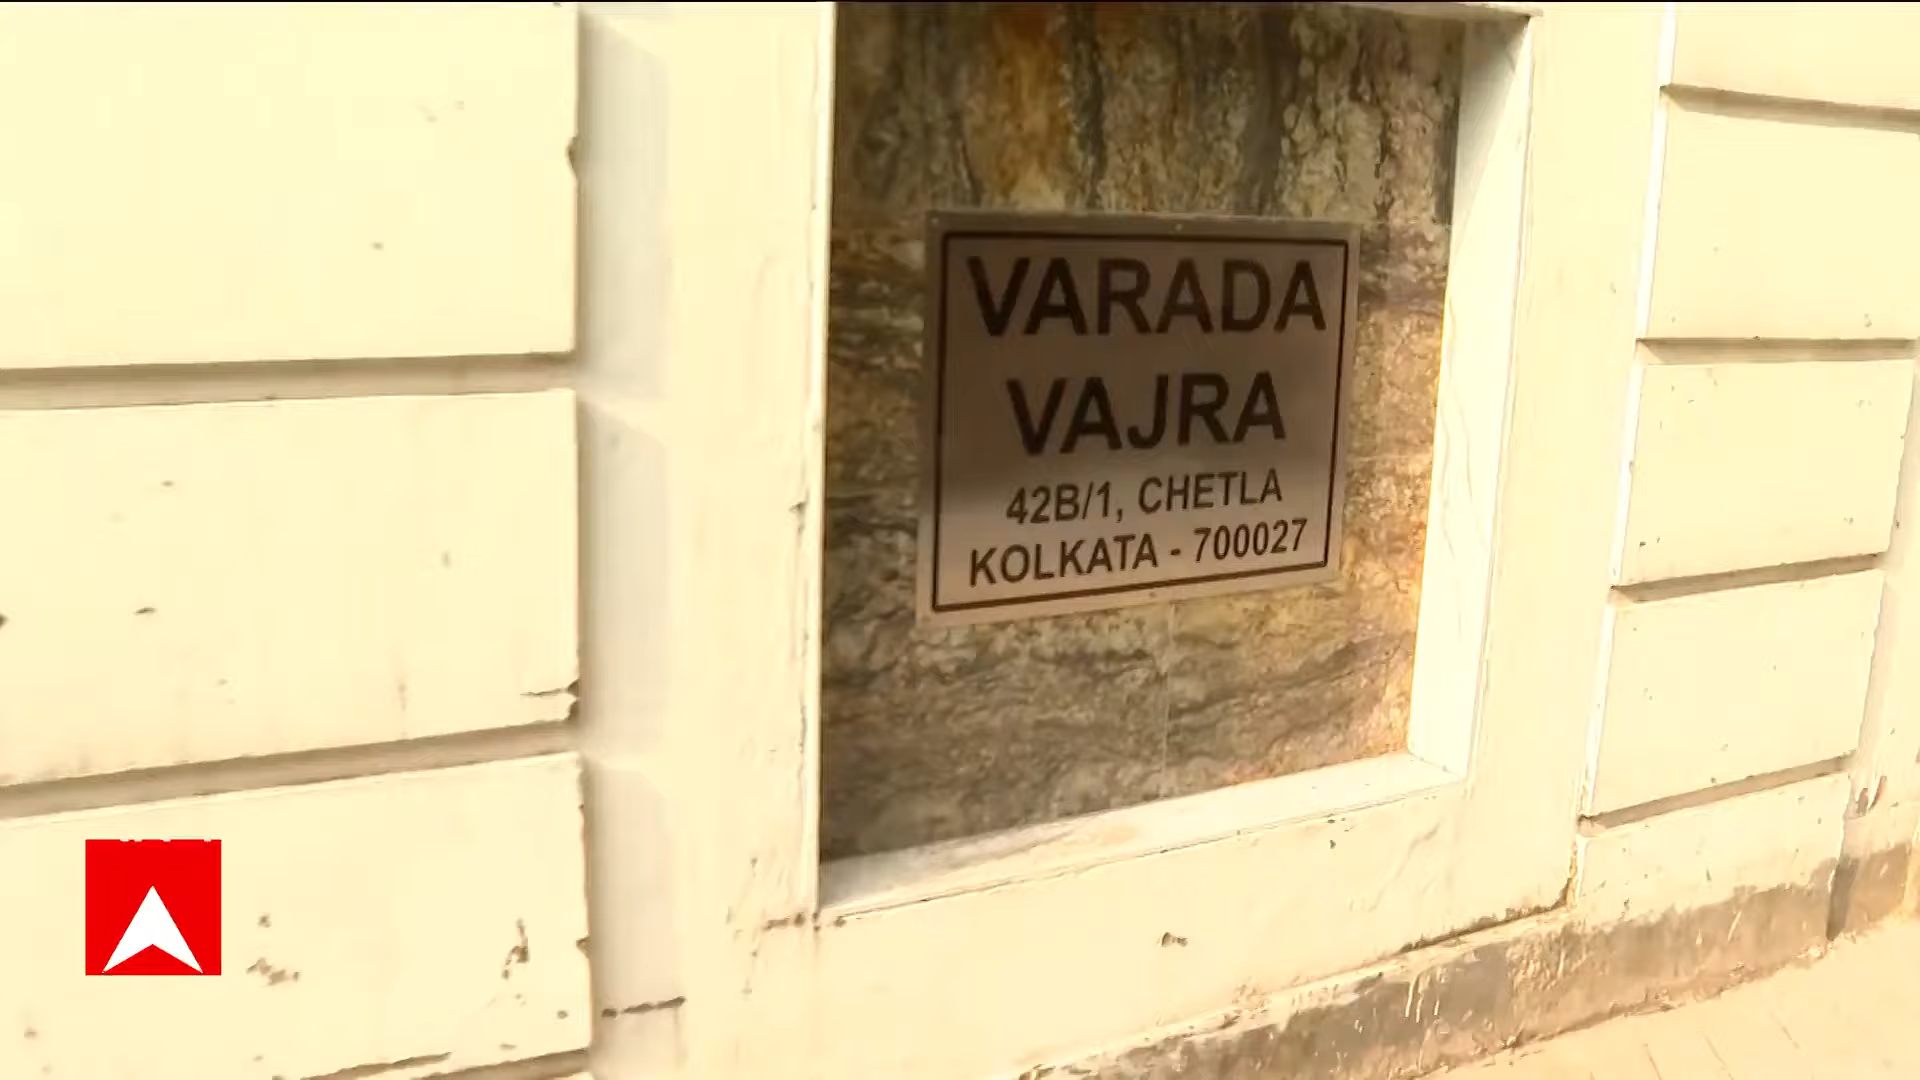 VARADA
VAJRA
42B/1, CHETLA
KOLKATA - 700027